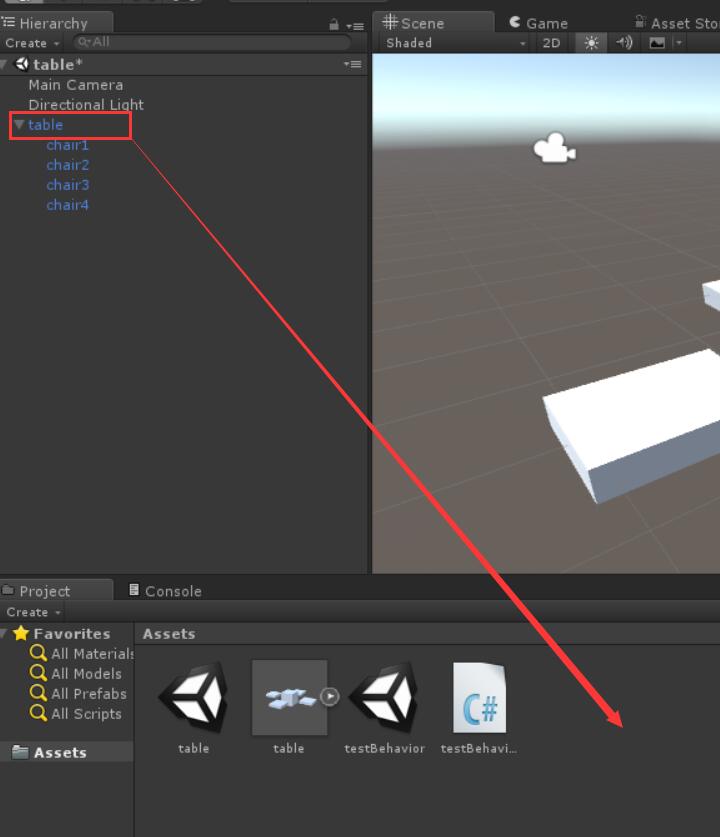 Hierarchy
Create
All
table*
Main Camera
Directional Light
table
chair1
chair2
chair3
chair4
Scene
Game
Asset Sto
Shaded
2D
Project
Console
Create
Favorites
All Materials
All Models
All Prefabs
All Scripts
Assets
Assets
table
table
testBehavior
C#
testBehavi...